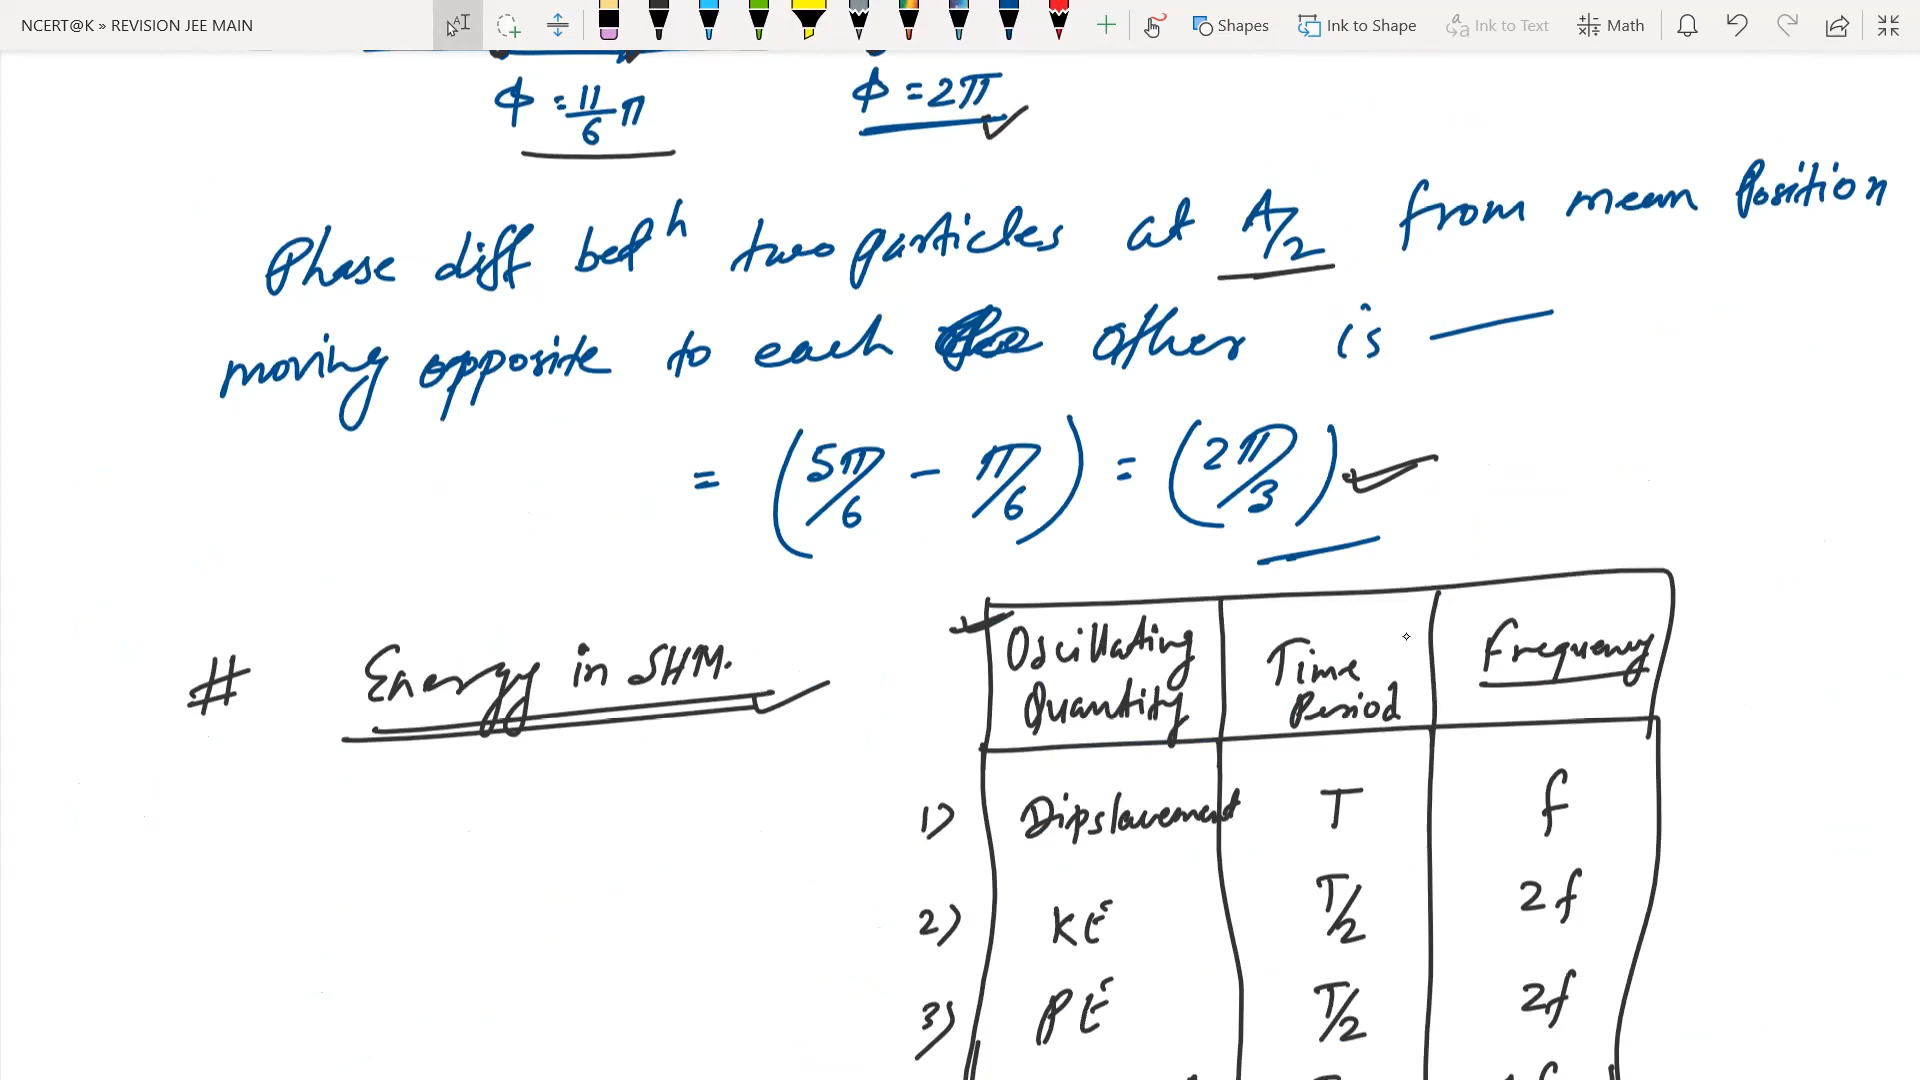 NCERT@K » REVISION JEE MAIN
Shapes
Ink to Shape
Ink to Text
Math
ϕ = 11/6 π
ϕ = 2π
Phase diff betn two particles at A/2 from mean Position
moving opposite to each other is —
= (5π/6 - π/6) = (2π/3)
# Energy in SHM.
Oscillating Quantity Time Period Frequency
1) Dipslavement T f
2) KE T/2 2f
3) PE T/2 2f